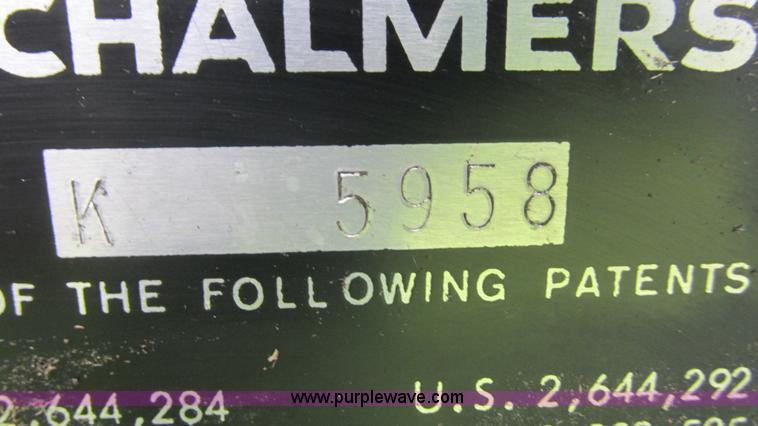 CHALMERS
K 5958
OF THE FOLLOWING PATENTS
2,644,284 U.S. 2,644,292
www.purplewave.com